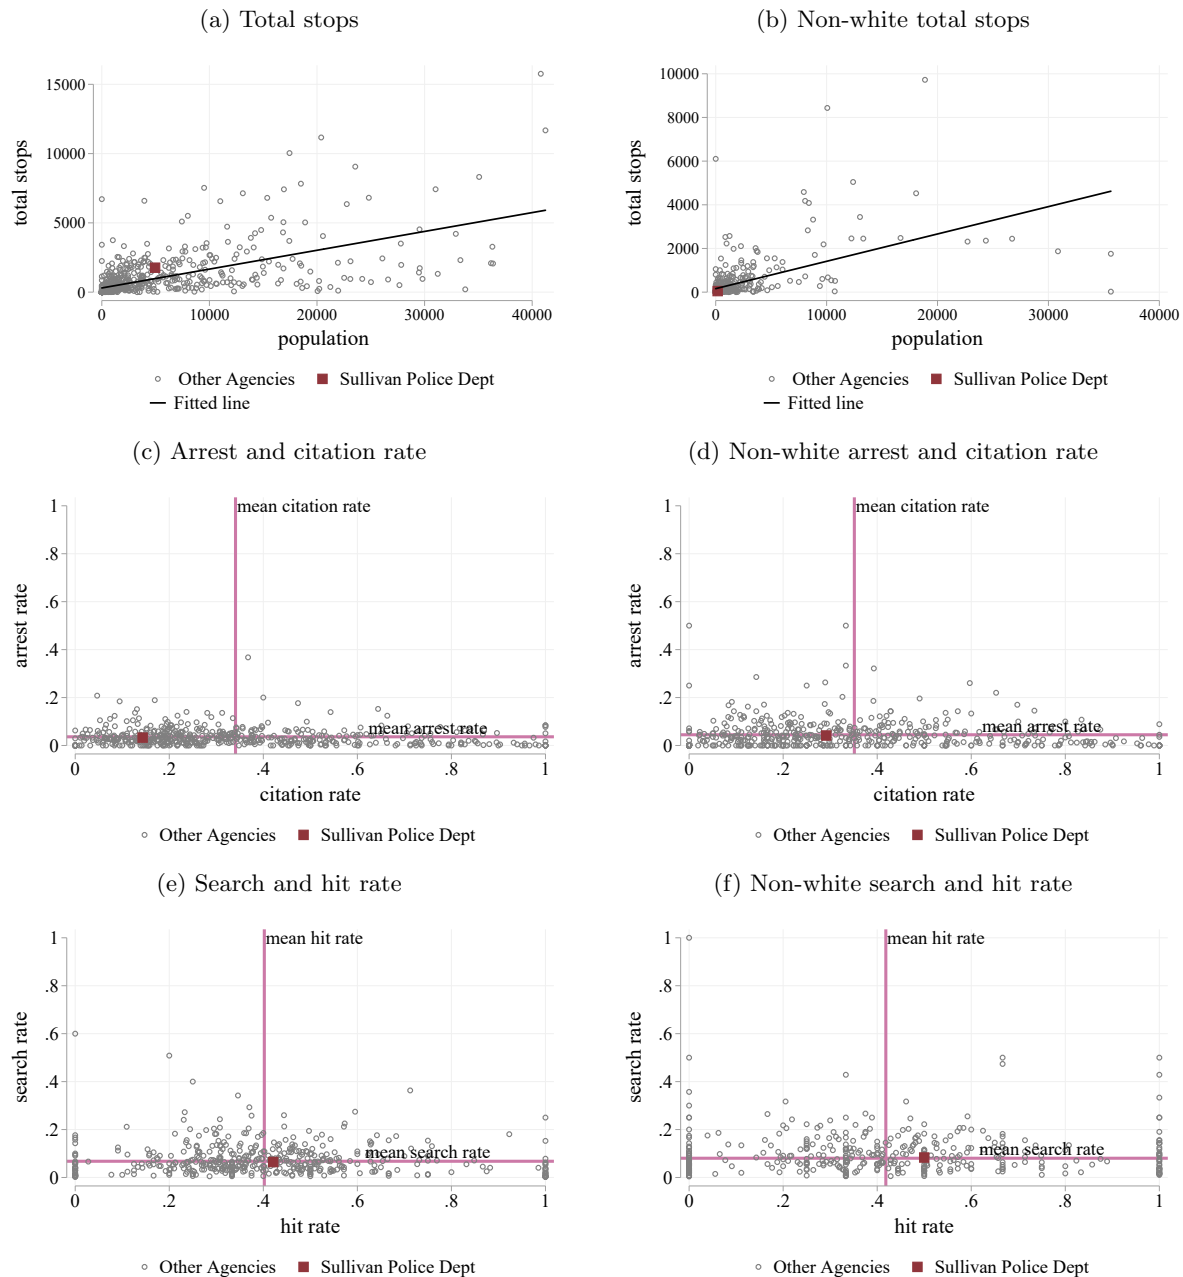 (a) Total stops
(b) Non-white total stops
total stops
15000
10000
5000
0
0 10000 20000 30000 40000
population
Other Agencies Sullivan Police Dept
Fitted line
total stops
10000
8000
6000
4000
2000
0
0 10000 20000 30000 40000
population
Other Agencies Sullivan Police Dept
Fitted line
(c) Arrest and citation rate
(d) Non-white arrest and citation rate
arrest rate
1
.8
.6
.4
.2
0
mean citation rate
mean arrest rate
0 .2 .4 .6 .8 1
citation rate
Other Agencies Sullivan Police Dept
arrest rate
1
.8
.6
.4
.2
0
mean citation rate
mean arrest rate
0 .2 .4 .6 .8 1
citation rate
Other Agencies Sullivan Police Dept
(e) Search and hit rate
(f) Non-white search and hit rate
search rate
1
.8
.6
.4
.2
0
mean hit rate
mean search rate
0 .2 .4 .6 .8 1
hit rate
Other Agencies Sullivan Police Dept
search rate
1
.8
.6
.4
.2
0
mean hit rate
mean search rate
0 .2 .4 .6 .8 1
hit rate
Other Agencies Sullivan Police Dept